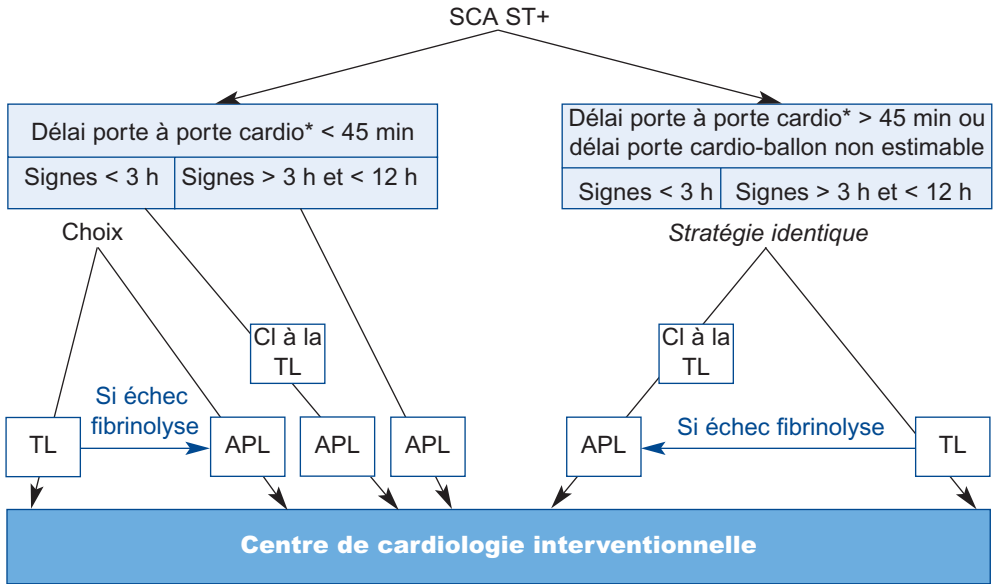 SCA ST+
Délai porte à porte cardio* < 45 min
Signes < 3 h
Signes > 3 h et < 12 h
Délai porte à porte cardio* > 45 min ou
délai porte cardio-ballon non estimable
Signes < 3 h
Signes > 3 h et < 12 h
Choix
Stratégie identique
CI à la
TL
CI à la
TL
Si échec
fibrinolyse
TL
APL
APL
APL
APL
Si échec fibrinolyse
TL
Centre de cardiologie interventionnelle